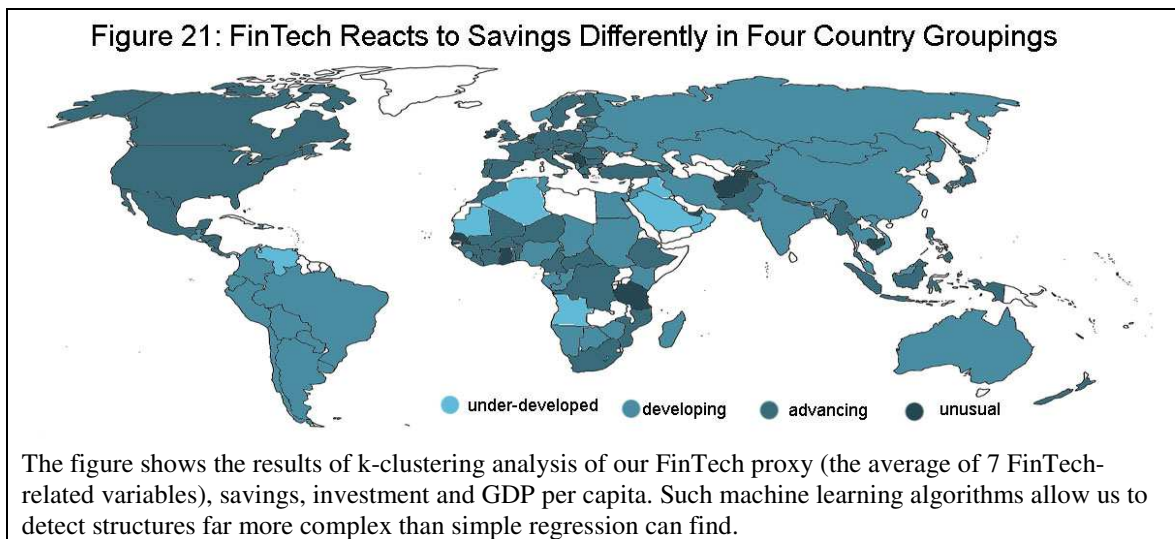 Figure 21: FinTech Reacts to Savings Differently in Four Country Groupings
under-developed developing advancing unusual
The figure shows the results of k-clustering analysis of our FinTech proxy (the average of 7 FinTech-
related variables), savings, investment and GDP per capita. Such machine learning algorithms allow us to
detect structures far more complex than simple regression can find.